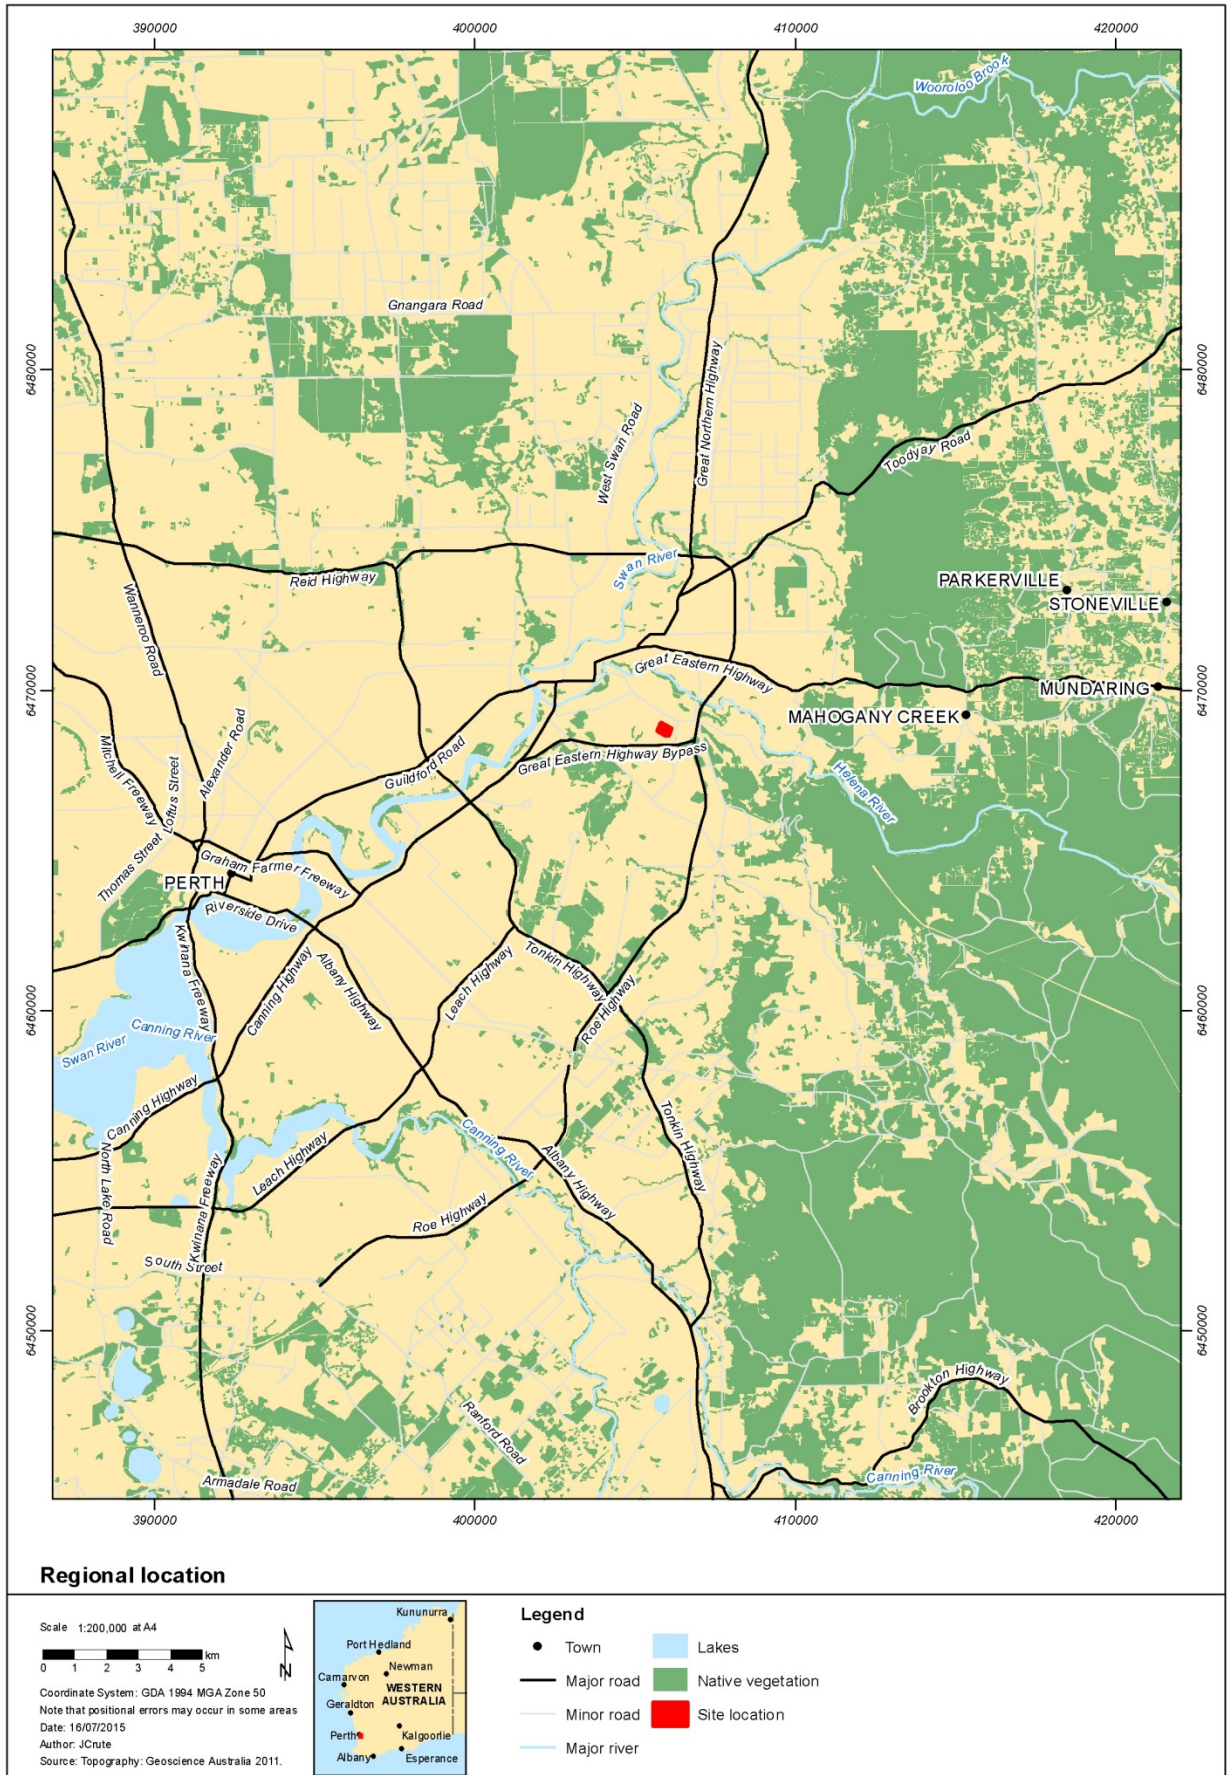 390000
400000
410000
420000
Wooroloo Brook
Gnangara Road
6480000
6480000
West Swan Road
Great Northern Highway
Toodyay Road
Reid Highway
Swan River
PARKERVILLE
STONEVILLE
Wanneroo Road
Great Eastern Highway
6470000
6470000
MUNDARING
MAHOGANY CREEK
Mitchell Freeway
Loftus Street
Alexander Road
Guildford Road
Great Eastern Highway Bypass
Helena River
Thomas Street
Graham Farmer Freeway
PERTH
Riverside Drive
Kwinana Freeway
Canning Highway
Albany Highway
Leach Highway
Tonkin Highway
Roe Highway
6460000
6460000
Canning River
Swan River
Canning Highway
North Lake Road
Leach Highway
Canning River
Albany Highway
Tonkin Highway
Kwinana Freeway
Roe Highway
South Street
6450000
6450000
Brookton Highway
Ranford Road
Armadale Road
Canning River
390000
400000
410000
420000
Regional location
Scale 1:200,000 at A4
0 1 2 3 4 5 km
N
Coordinate System: GDA 1994 MGA Zone 50
Note that positional errors may occur in some areas
Date: 16/07/2015
Author: JCrute
Source: Topography: Geoscience Australia 2011.
Kununurra
Port Hedland
Newman
Carnarvon
WESTERN
AUSTRALIA
Geraldton
Perth
Kalgoorlie
Albany
Esperance
Legend
Town
Major road
Minor road
Major river
Lakes
Native vegetation
Site location